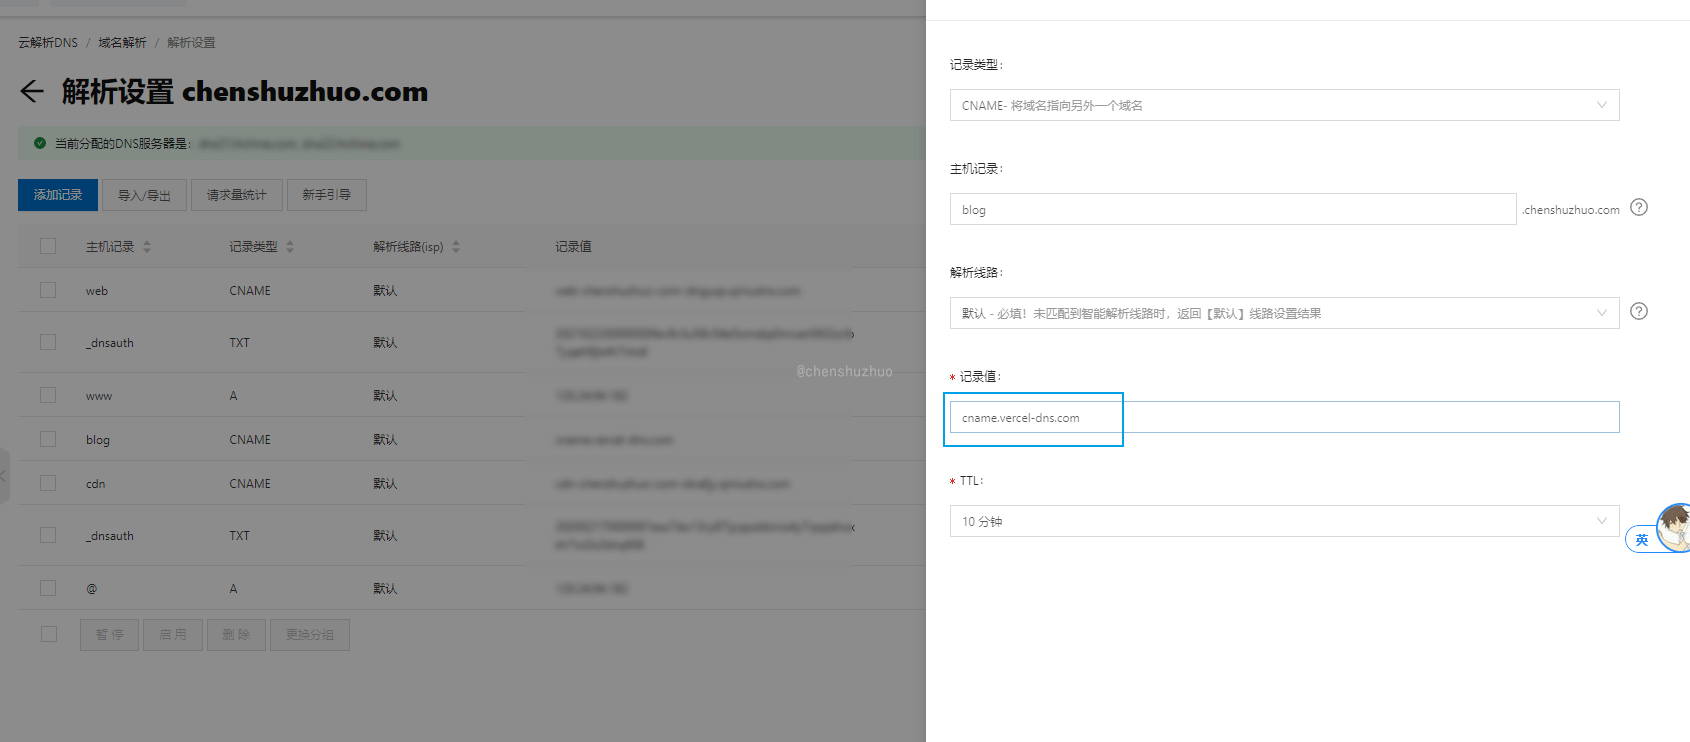 云解析DNS / 域名解析 / 解析设置
解析设置 chenshuzhuo.com
当前分配的DNS服务器是：
添加记录 导入/导出 请求量统计 新手引导
主机记录 记录类型 解析线路(isp) 记录值
web CNAME 默认
_dnsauth TXT 默认
www A 默认
blog CNAME 默认
cdn CNAME 默认
_dnsauth TXT 默认
@ A 默认
暂 停 启 用 删 除 更换分组
@chenshuzhuo
记录类型：
CNAME- 将域名指向另外一个域名
主机记录：
blog .chenshuzhuo.com ?
解析线路：
默认 - 必填！未匹配到智能解析线路时，返回【默认】线路设置结果 ?
* 记录值：
cname.vercel-dns.com
* TTL：
10 分钟
英